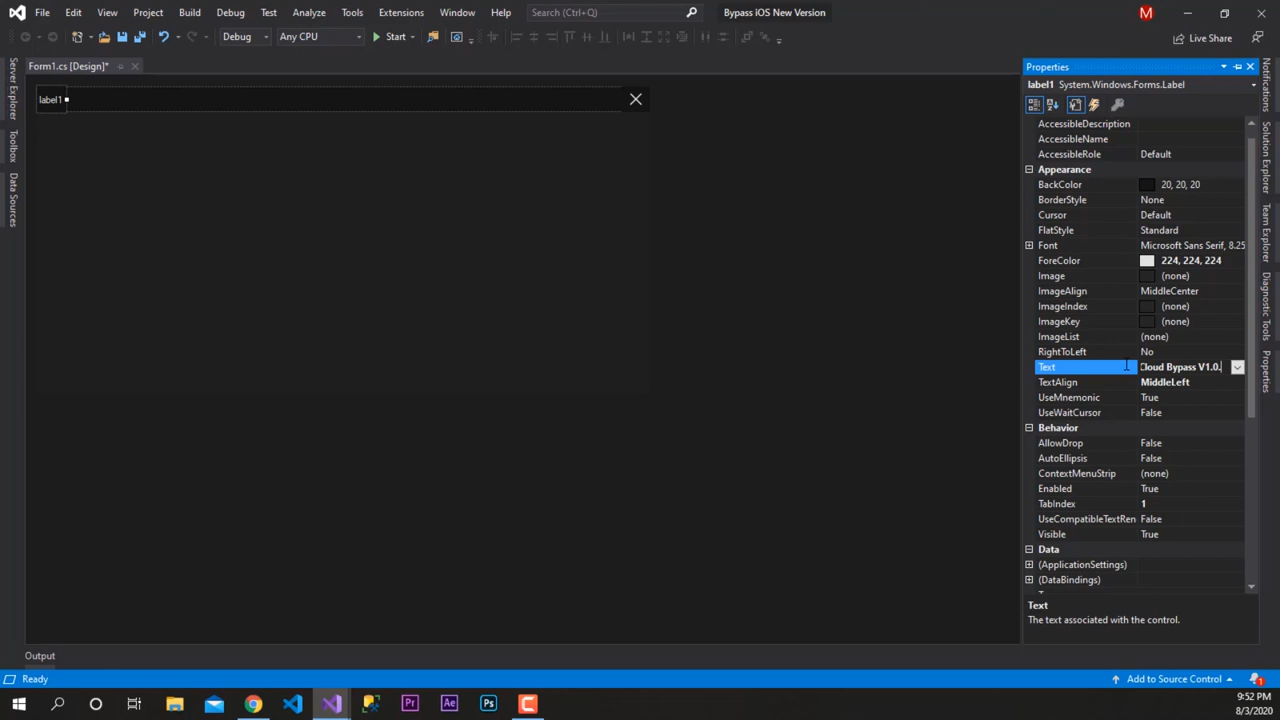 File Edit View Project Build Debug Test Analyze Tools Extensions Window Help Search (Ctrl+Q) Bypass iOS New Version M
Debug Any CPU Start Live Share
Form1.cs [Design]*
Server Explorer
Toolbox
Data Sources
label1
Properties
label1 System.Windows.Forms.Label
AccessibleDescription
AccessibleName
AccessibleRole Default
Appearance
BackColor 20, 20, 20
BorderStyle None
Cursor Default
FlatStyle Standard
Font Microsoft Sans Serif, 8.25
ForeColor 224, 224, 224
Image (none)
ImageAlign MiddleCenter
ImageIndex (none)
ImageKey (none)
ImageList (none)
RightToLeft No
Text Cloud Bypass V1.0.
TextAlign MiddleLeft
UseMnemonic True
UseWaitCursor False
Behavior
AllowDrop False
AutoEllipsis False
ContextMenuStrip (none)
Enabled True
TabIndex 1
UseCompatibleTextRen False
Visible True
Data
(ApplicationSettings)
(DataBindings)
Text
The text associated with the control.
Notifications
Solution Explorer
Team Explorer
Diagnostic Tools
Properties
Output
Ready Add to Source Control 1
Pr Ae Ps C
9:52 PM
8/3/2020